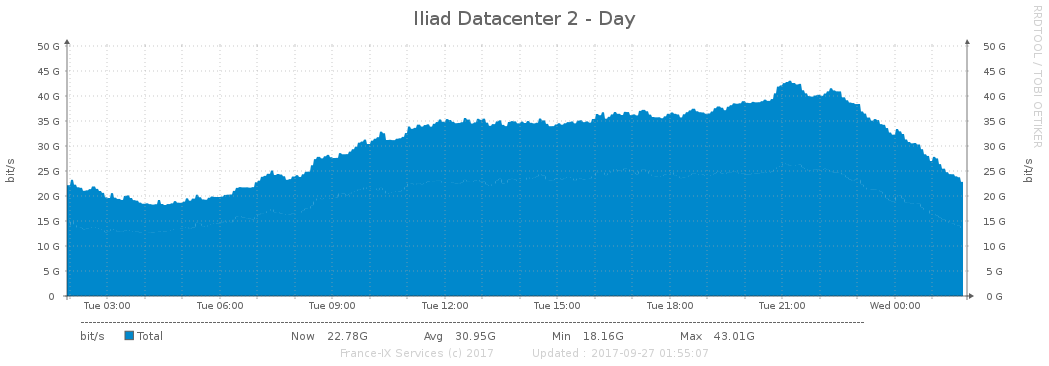 Iliad Datacenter 2 - Day
RRDTOOL / TOBI OETIKER
50 G 50 G
45 G 45 G
40 G 40 G
35 G 35 G
30 G 30 G
25 G 25 G
20 G 20 G
15 G 15 G
10 G 10 G
5 G 5 G
0 0 G
bit/s bit/s
Tue 03:00 Tue 06:00 Tue 09:00 Tue 12:00 Tue 15:00 Tue 18:00 Tue 21:00 Wed 00:00
bit/s Total Now 22.78G Avg 30.95G Min 18.16G Max 43.01G
France-IX Services (c) 2017 Updated : 2017-09-27 01:55:07